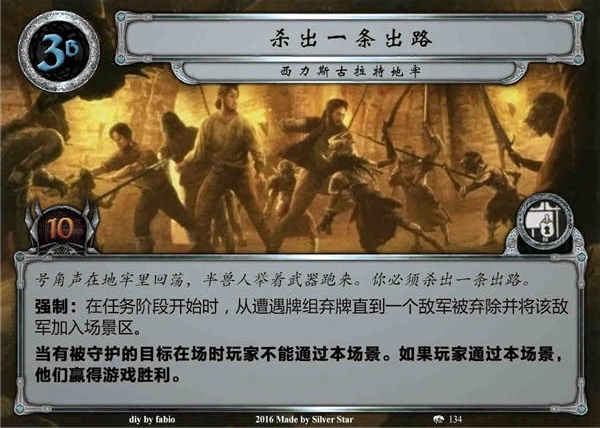 3B
杀出一条出路
西力斯古拉特地牢
10
号角声在地牢里回荡，半兽人举着武器跑来。你必须杀出一条出路。
强制：在任务阶段开始时，从遭遇牌组弃牌直到一个敌军被弃除并将该敌
军加入场景区。
当有被守护的目标在场时玩家不能通过本场景。如果玩家通过本场景，
他们赢得游戏胜利。
diy by fabio 2016 Made by Silver Star 134